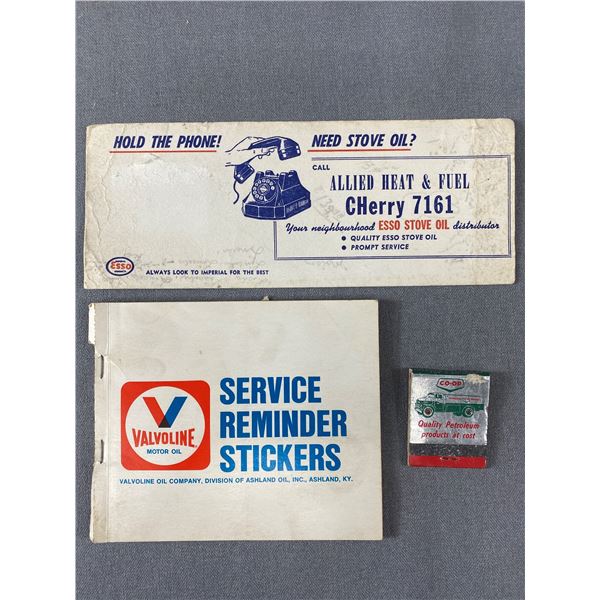 HOLD THE PHONE! NEED STOVE OIL?
CALL
ALLIED HEAT & FUEL
CHerry 7161
Your neighbourhood ESSO STOVE OIL distributor
• QUALITY ESSO STOVE OIL
• PROMPT SERVICE
ESSO
PRODUCTS
ALWAYS LOOK TO IMPERIAL FOR THE BEST
V
VALVOLINE
MOTOR OIL
SERVICE
REMINDER
STICKERS
VALVOLINE OIL COMPANY, DIVISION OF ASHLAND OIL, INC., ASHLAND, KY.
CO-OP
Quality Petroleum
products at cost